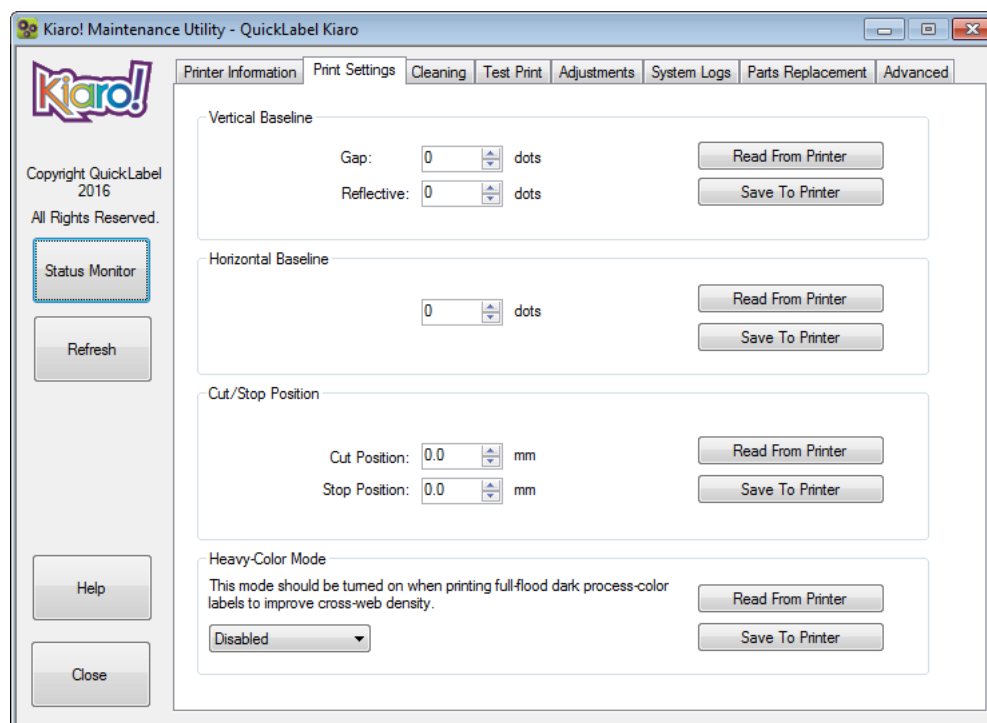 Kiaro! Maintenance Utility - QuickLabel Kiaro
Kiaro!
Copyright QuickLabel
2016
All Rights Reserved.
Status Monitor
Refresh
Help
Close
Printer Information Print Settings Cleaning Test Print Adjustments System Logs Parts Replacement Advanced
Vertical Baseline
Gap: 0 dots Read From Printer
Reflective: 0 dots Save To Printer
Horizontal Baseline
0 dots Read From Printer
Save To Printer
Cut/Stop Position
Cut Position: 0.0 mm Read From Printer
Stop Position: 0.0 mm Save To Printer
Heavy-Color Mode
This mode should be turned on when printing full-flood dark process-color
labels to improve cross-web density.
Read From Printer
Disabled Save To Printer